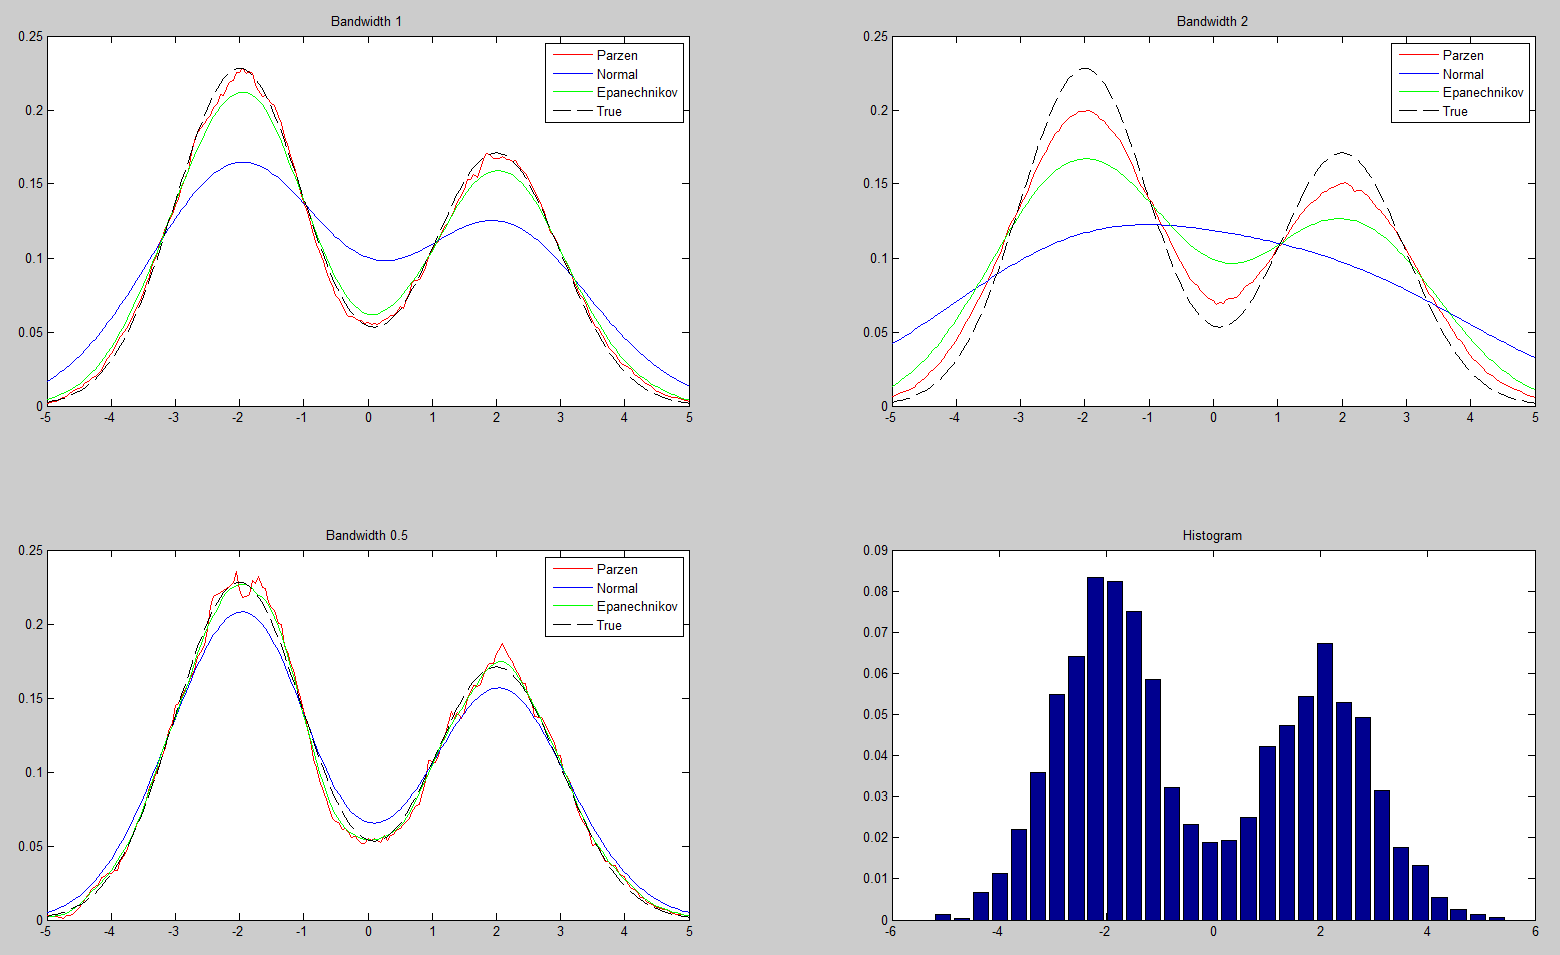 Bandwidth 1
0.25
0.2
0.15
0.1
0.05
0
-5 -4 -3 -2 -1 0 1 2 3 4 5
Parzen
Normal
Epanechnikov
True
Bandwidth 2
0.25
0.2
0.15
0.1
0.05
0
-5 -4 -3 -2 -1 0 1 2 3 4 5
Parzen
Normal
Epanechnikov
True
Bandwidth 0.5
0.25
0.2
0.15
0.1
0.05
0
-5 -4 -3 -2 -1 0 1 2 3 4 5
Parzen
Normal
Epanechnikov
True
Histogram
0.09
0.08
0.07
0.06
0.05
0.04
0.03
0.02
0.01
0
-6 -4 -2 0 2 4 6